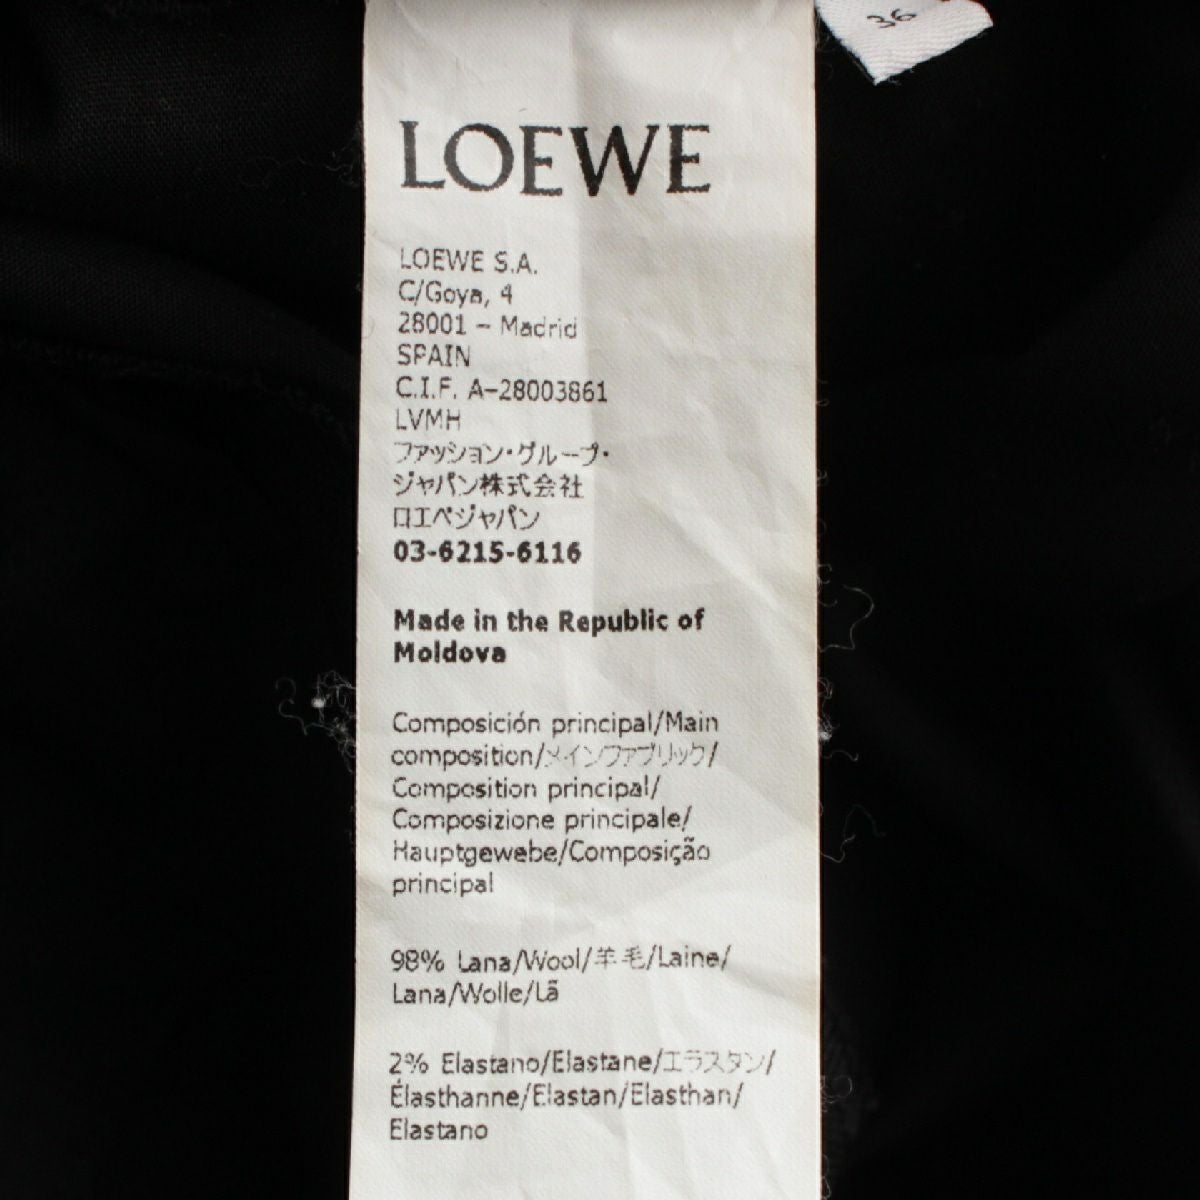 36
LOEWE
LOEWE S.A.
C/Goya, 4
28001 – Madrid
SPAIN
C.I.F. A-28003861
LVMH
ファッション・グループ・
ジャパン株式会社
ロエベジャパン
03-6215-6116
Made in the Republic of
Moldova
Composición principal/Main
composition/メインファブリック/
Composition principal/
Composizione principale/
Hauptgewebe/Composição
principal
98% Lana/Wool/羊毛/Laine/
Lana/Wolle/Lã
2% Elastano/Elastane/エラスタン/
Élasthanne/Elastan/Elasthan/
Elastano